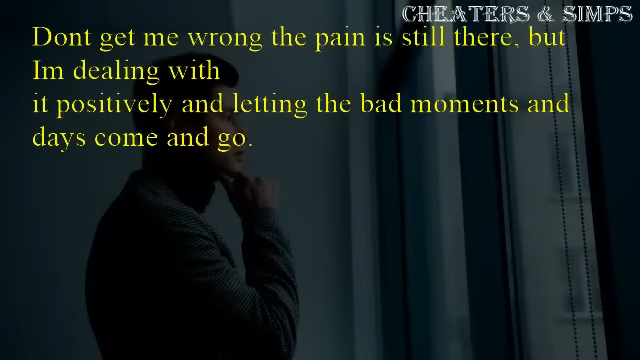 CHEATERS & SIMPS
Dont get me wrong the pain is still there, but
Im dealing with
it positively and letting the bad moments and
days come and go.